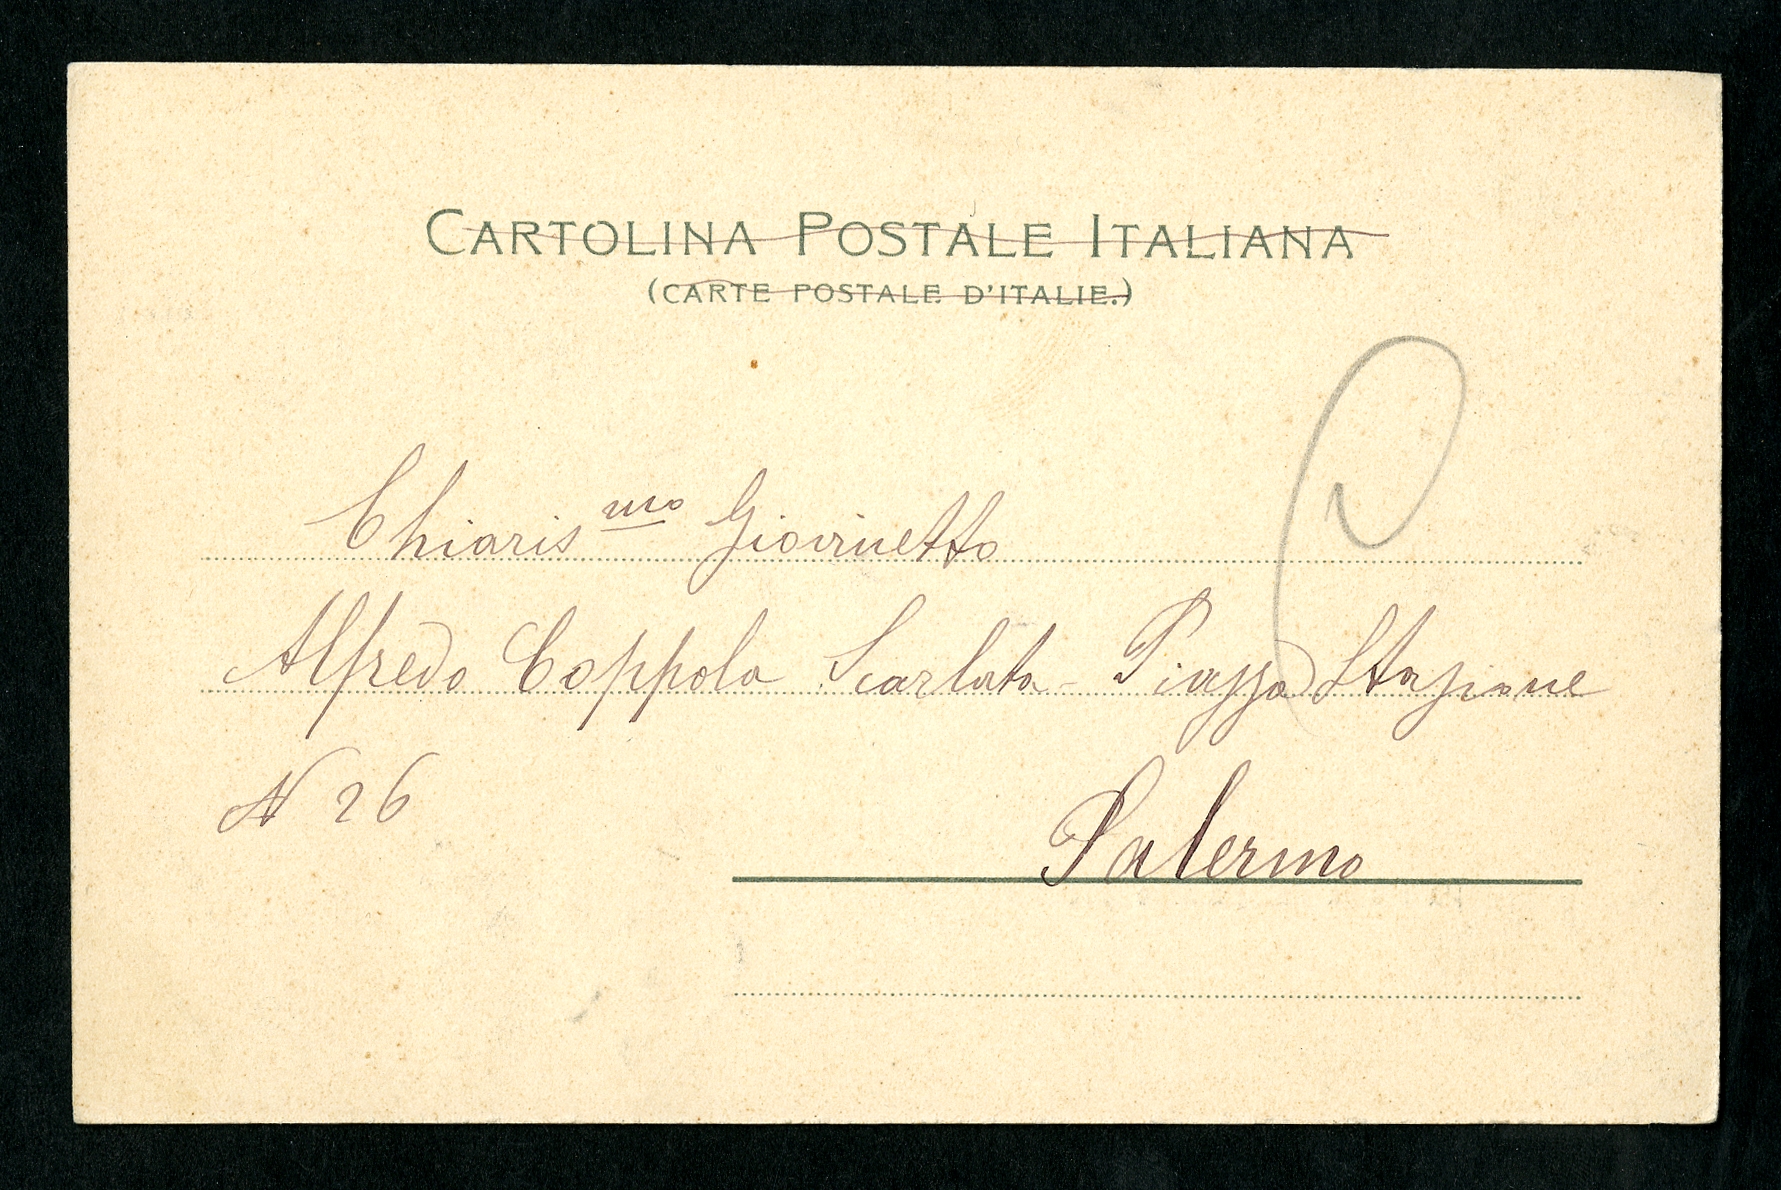 CARTOLINA POSTALE ITALIANA
(CARTE POSTALE D'ITALIE.)
Chiaris mo Giovinetto
Alfredo Coppola Scarlata - Piazza Stazione
N 26
Palermo